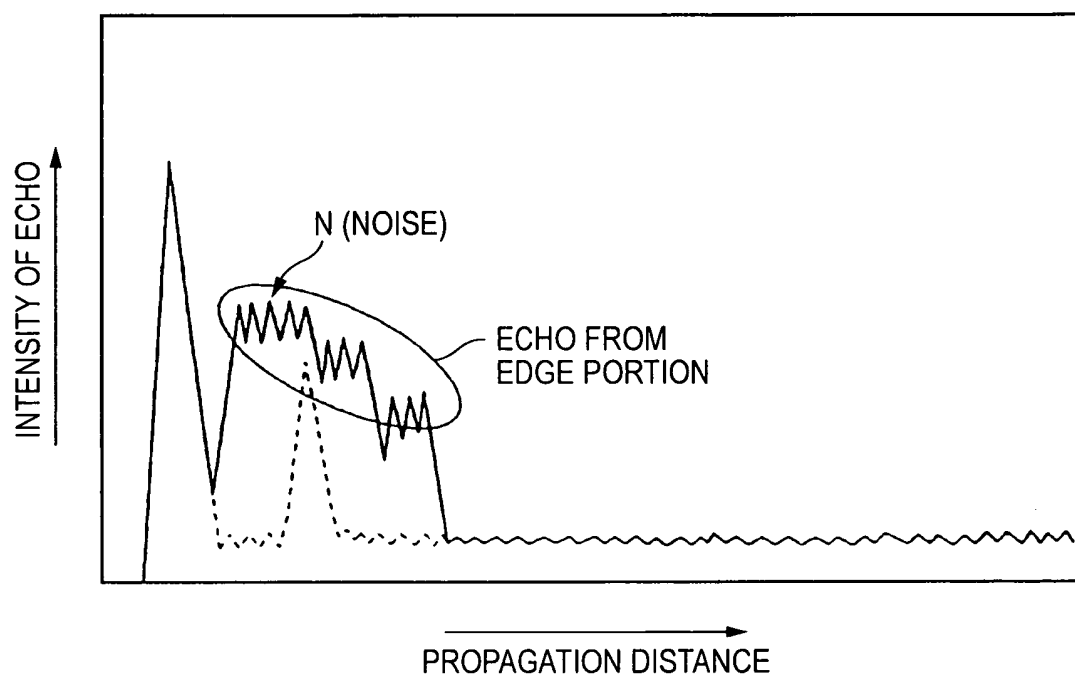 INTENSITY OF ECHO
N (NOISE)
ECHO FROM
EDGE PORTION
PROPAGATION DISTANCE